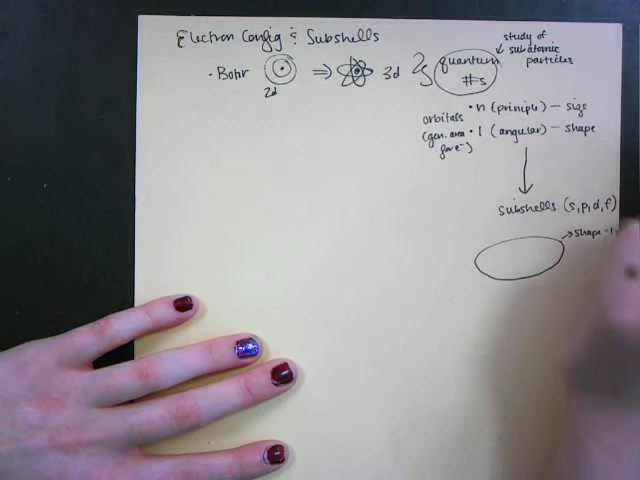 Electron Config & Subshells
study of
subatomic
particles
• Bohr ⇒ 3d
quantum
#s
2d
• n (priniple) — size
orbitals
• l (angular) — shape
(gen. area
for e-)
subshells (s, p, d, f)
→ shape - l